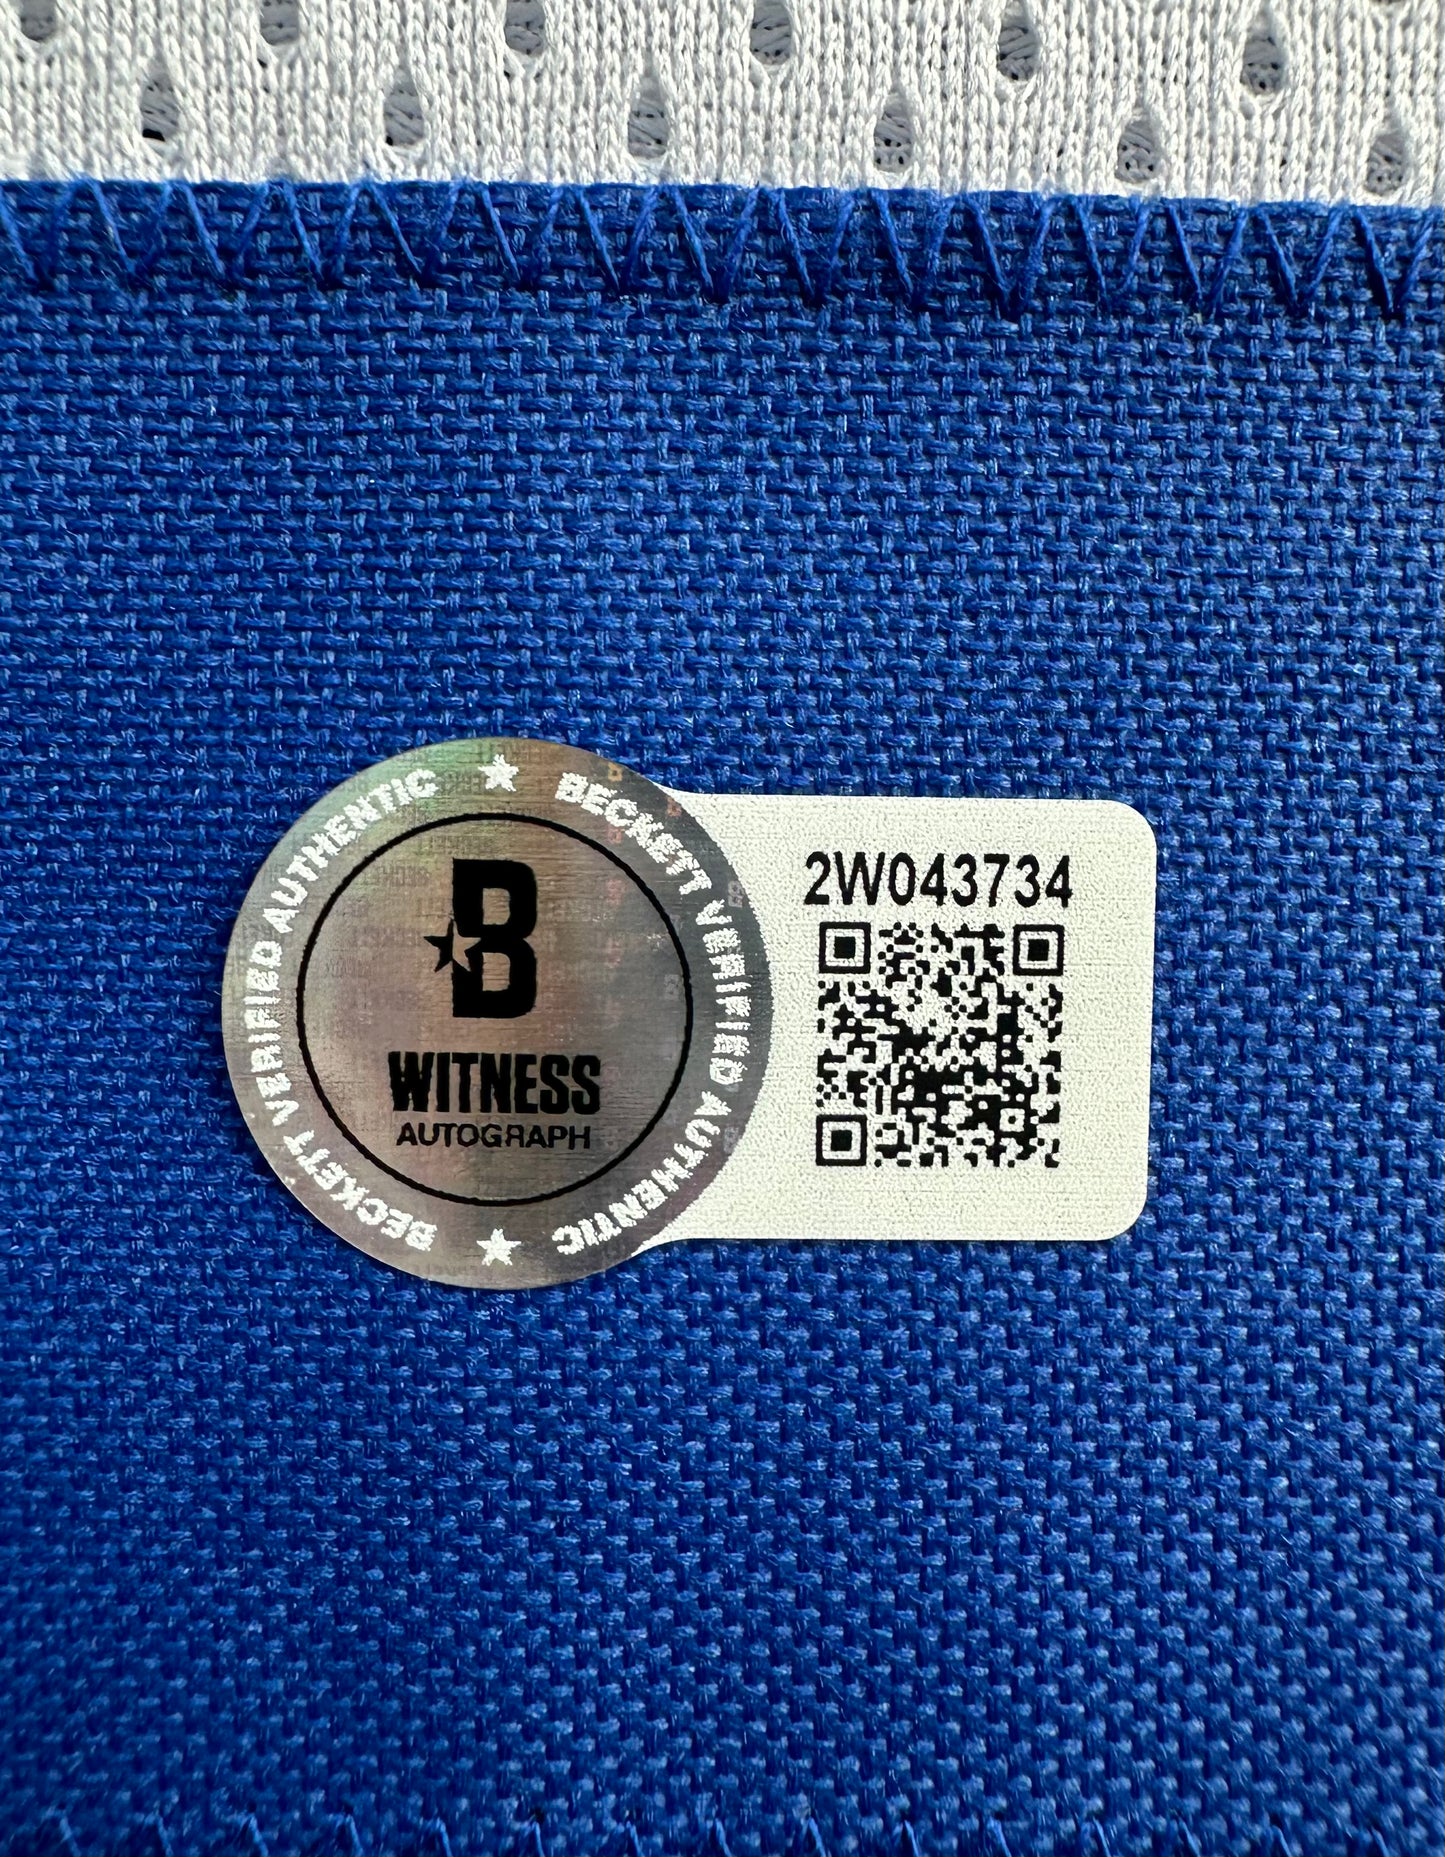 BECKETT VERIFIED AUTHENTIC ★ BECKETT VERIFIED AUTHENTIC ★
B
WITNESS
AUTOGRAPH
2W043734